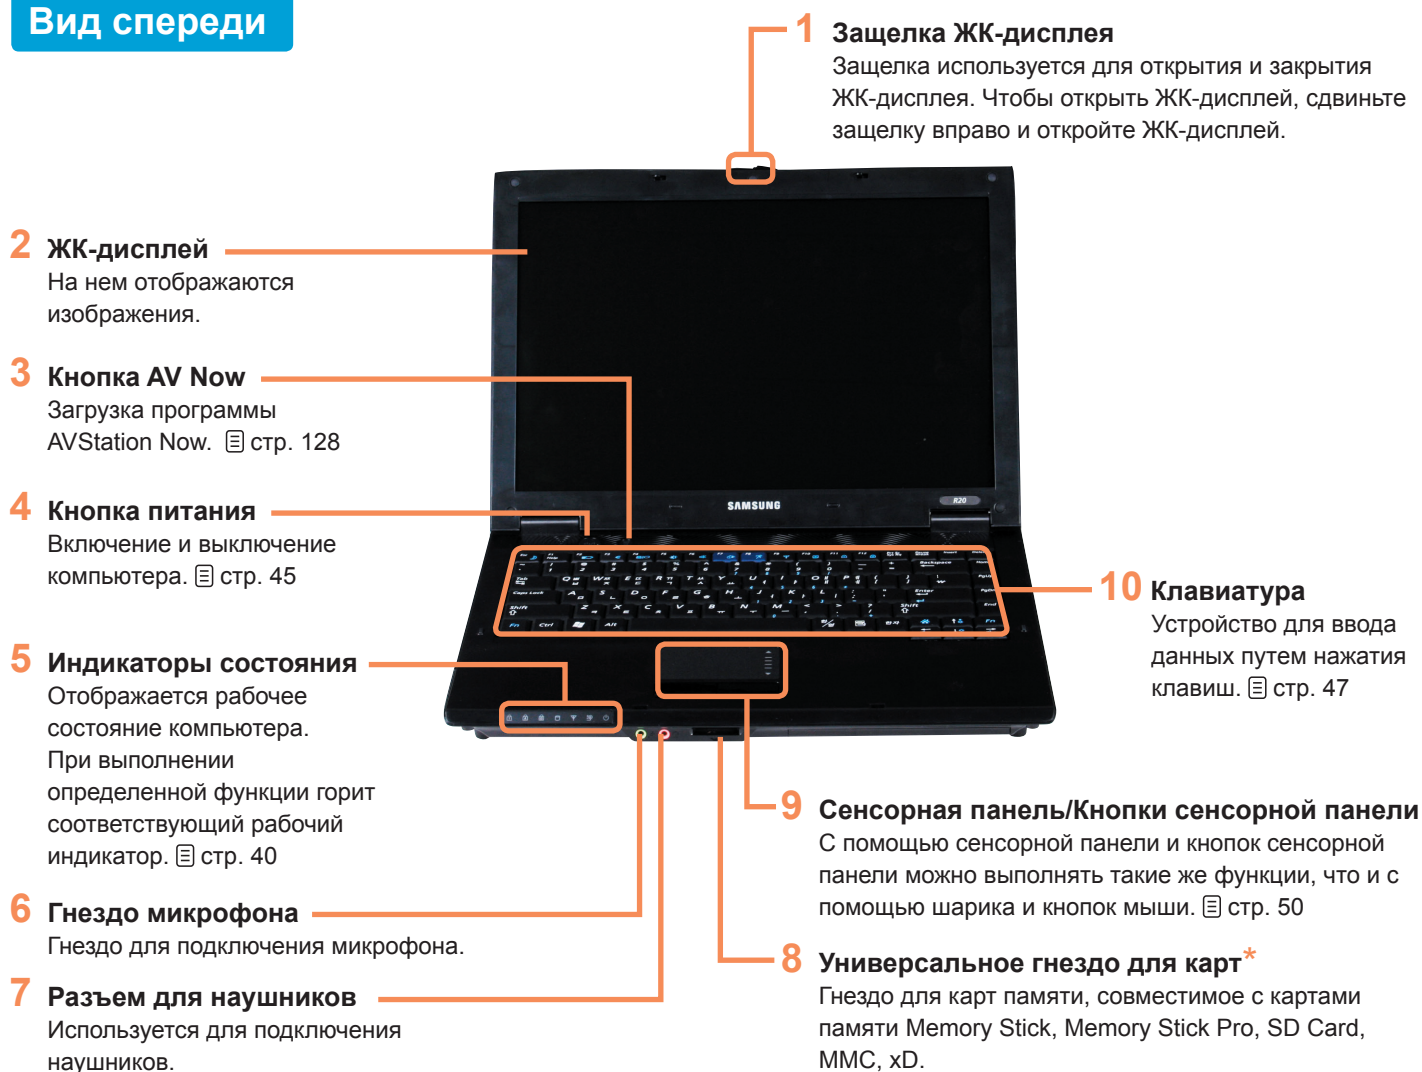 Вид спереди
1 Защелка ЖК-дисплея
Защелка используется для открытия и закрытия
ЖК-дисплея. Чтобы открыть ЖК-дисплей, сдвиньте
защелку вправо и откройте ЖК-дисплей.
2 ЖК-дисплей
На нем отображаются
изображения.
3 Кнопка AV Now
Загрузка программы
AVStation Now. стр. 128
4 Кнопка питания
Включение и выключение
компьютера. стр. 45
5 Индикаторы состояния
Отображается рабочее
состояние компьютера.
При выполнении
определенной функции горит
соответствующий рабочий
индикатор. стр. 40
6 Гнездо микрофона
Гнездо для подключения микрофона.
7 Разъем для наушников
Используется для подключения
наушников.
SAMSUNG
R20
10 Клавиатура
Устройство для ввода
данных путем нажатия
клавиш. стр. 47
9 Сенсорная панель/Кнопки сенсорной панели
С помощью сенсорной панели и кнопок сенсорной
панели можно выполнять такие же функции, что и с
помощью шарика и кнопок мыши. стр. 50
8 Универсальное гнездо для карт*
Гнездо для карт памяти, совместимое с картами
памяти Memory Stick, Memory Stick Pro, SD Card,
MMC, xD.